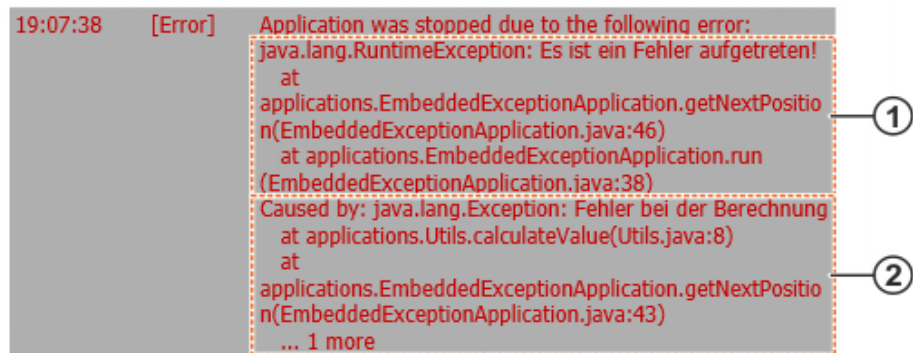 19:07:38 [Error] Application was stopped due to the following error:
java.lang.RuntimeException: Es ist ein Fehler aufgetreten!
at
applications.EmbeddedExceptionApplication.getNextPositio
n(EmbeddedExceptionApplication.java:46)
at applications.EmbeddedExceptionApplication.run
(EmbeddedExceptionApplication.java:38)
1
Caused by: java.lang.Exception: Fehler bei der Berechnung
at applications.Utils.calculateValue(Utils.java:8)
at
applications.EmbeddedExceptionApplication.getNextPositio
n(EmbeddedExceptionApplication.java:43)
... 1 more
2